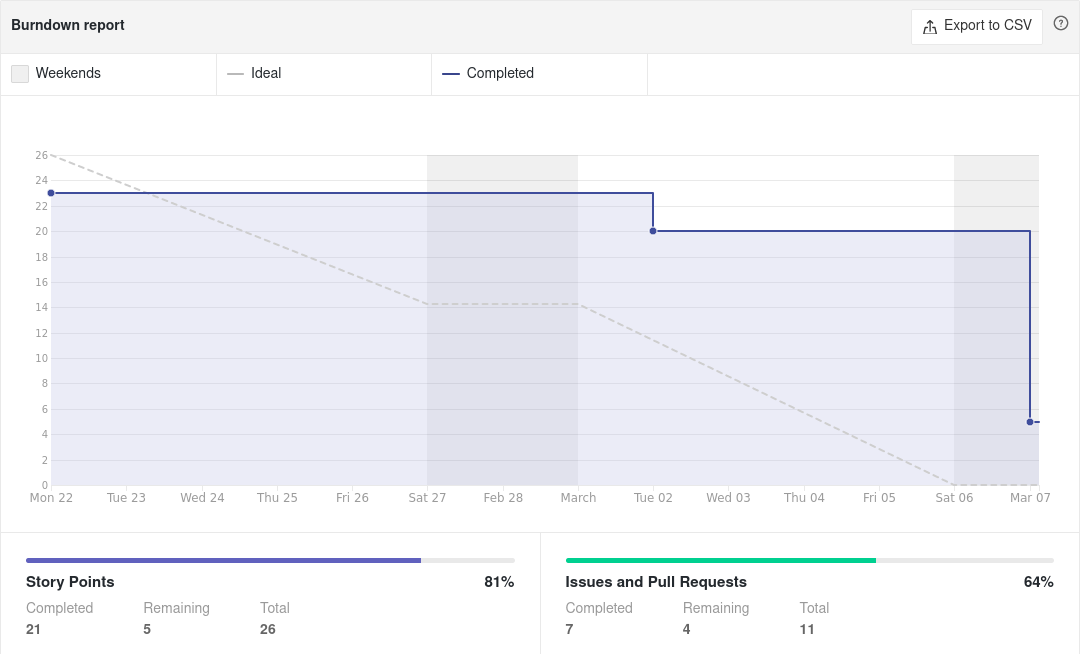 Burndown report
Export to CSV
?
Weekends
Ideal
Completed
26
24
22
20
18
16
14
12
10
8
6
4
2
0
Mon 22 Tue 23 Wed 24 Thu 25 Fri 26 Sat 27 Feb 28 March Tue 02 Wed 03 Thu 04 Fri 05 Sat 06 Mar 07
Story Points 81%
Completed Remaining Total
21 5 26
Issues and Pull Requests 64%
Completed Remaining Total
7 4 11